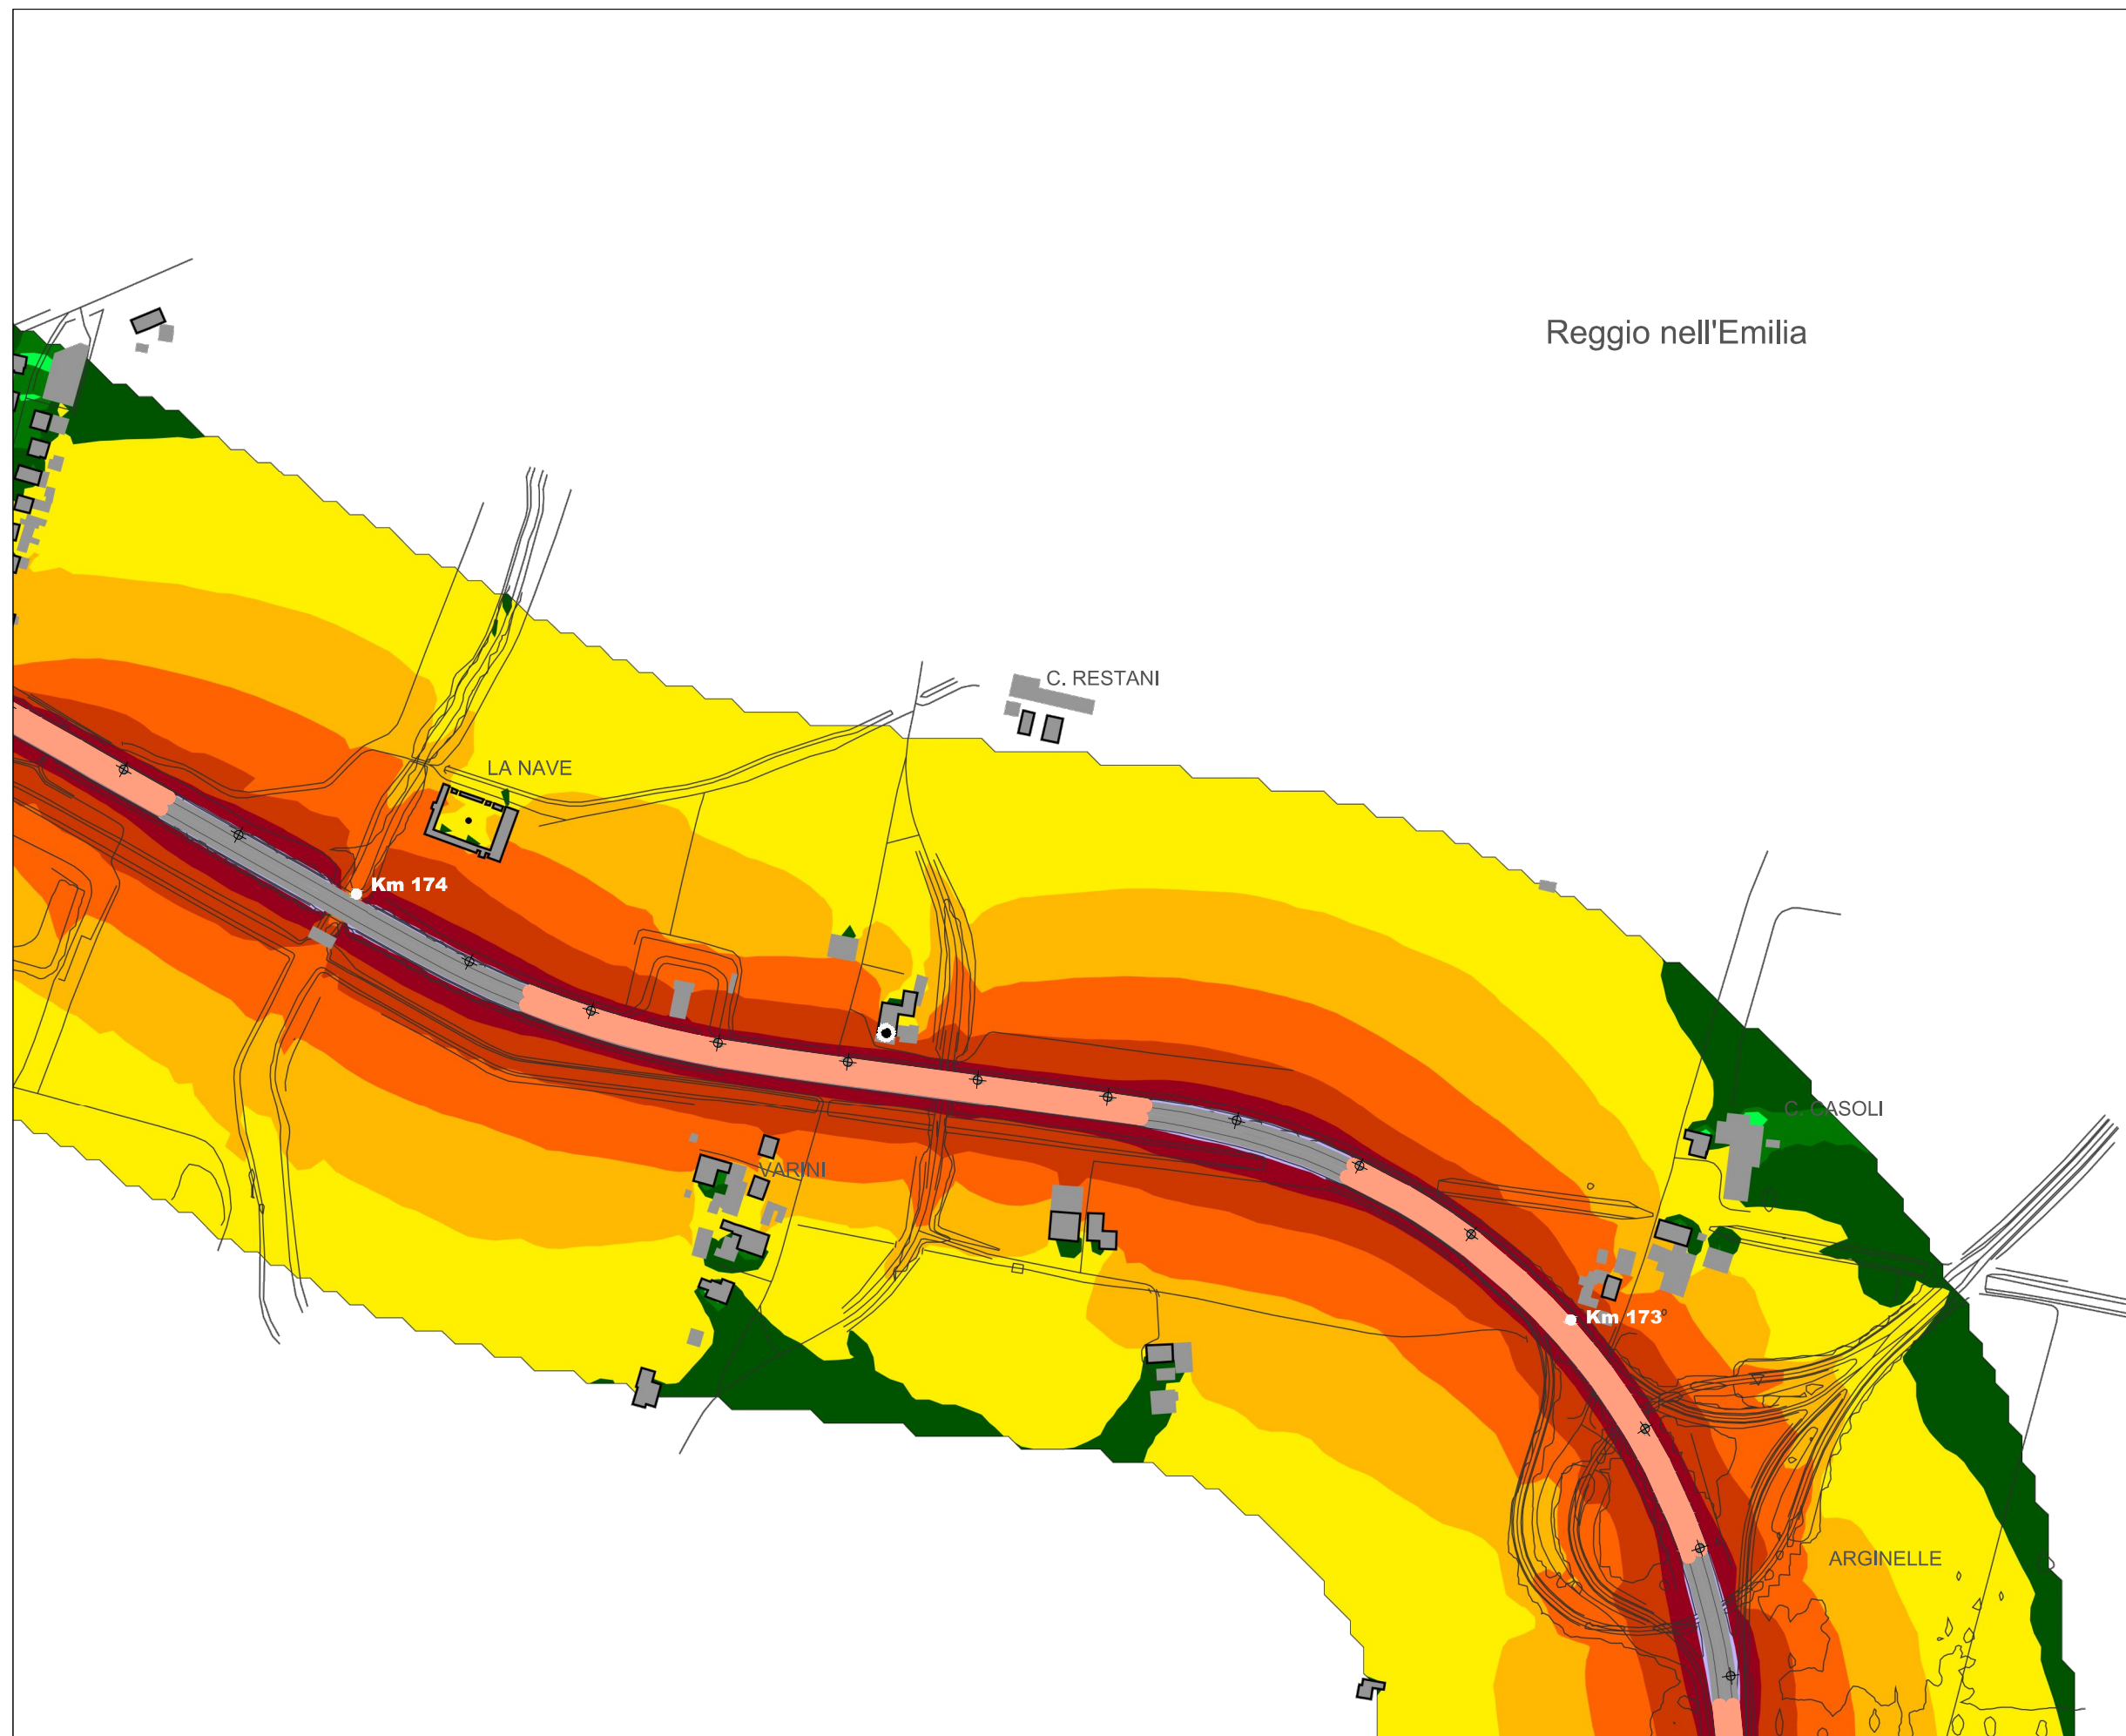 Reggio nell'Emilia
C. RESTANI
LA NAVE
Km 174
C. CASOLI
VARINI
Km 173
ARGINELLE